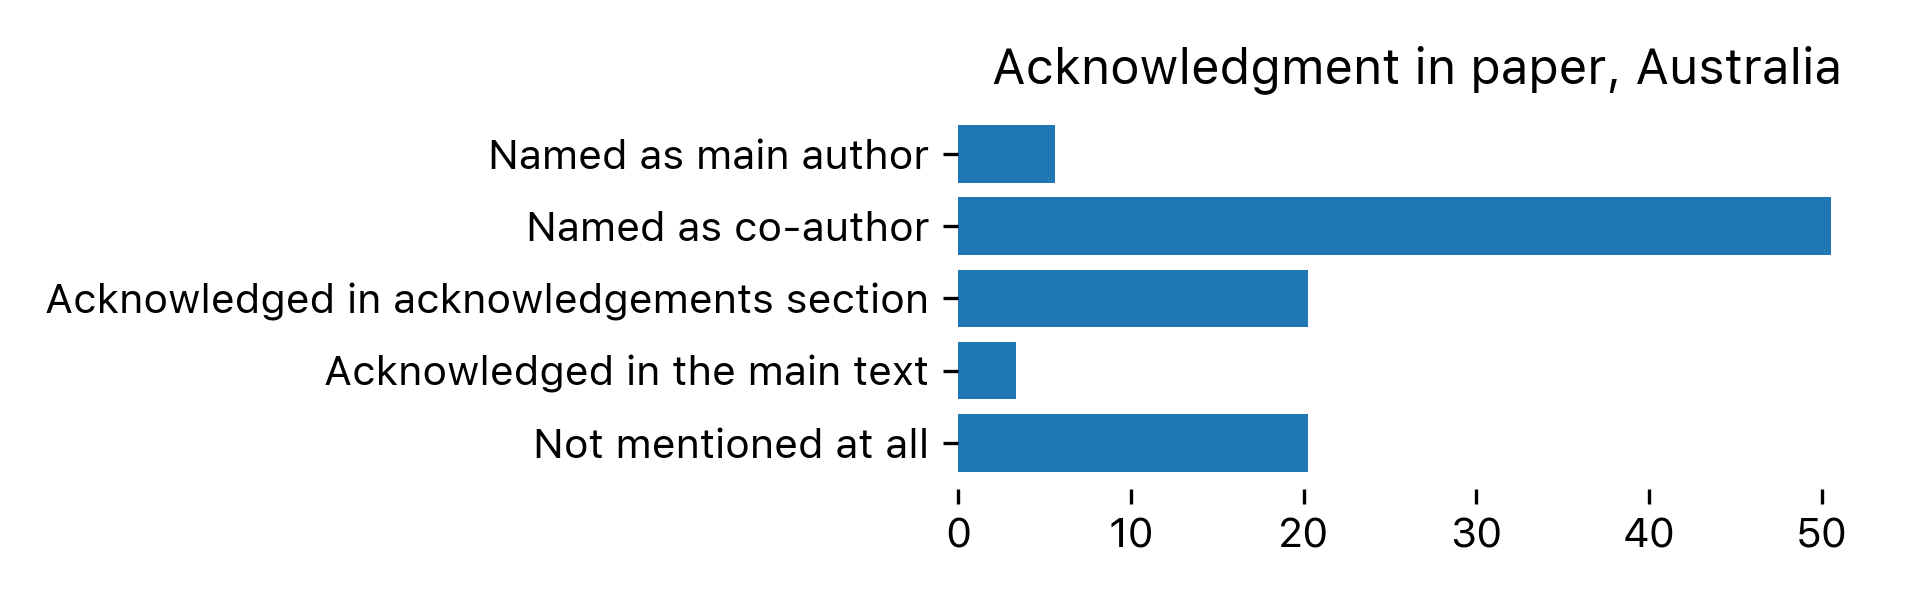 Acknowledgment in paper, Australia
Named as main author
Named as co-author
Acknowledged in acknowledgements section
Acknowledged in the main text
Not mentioned at all
0 10 20 30 40 50